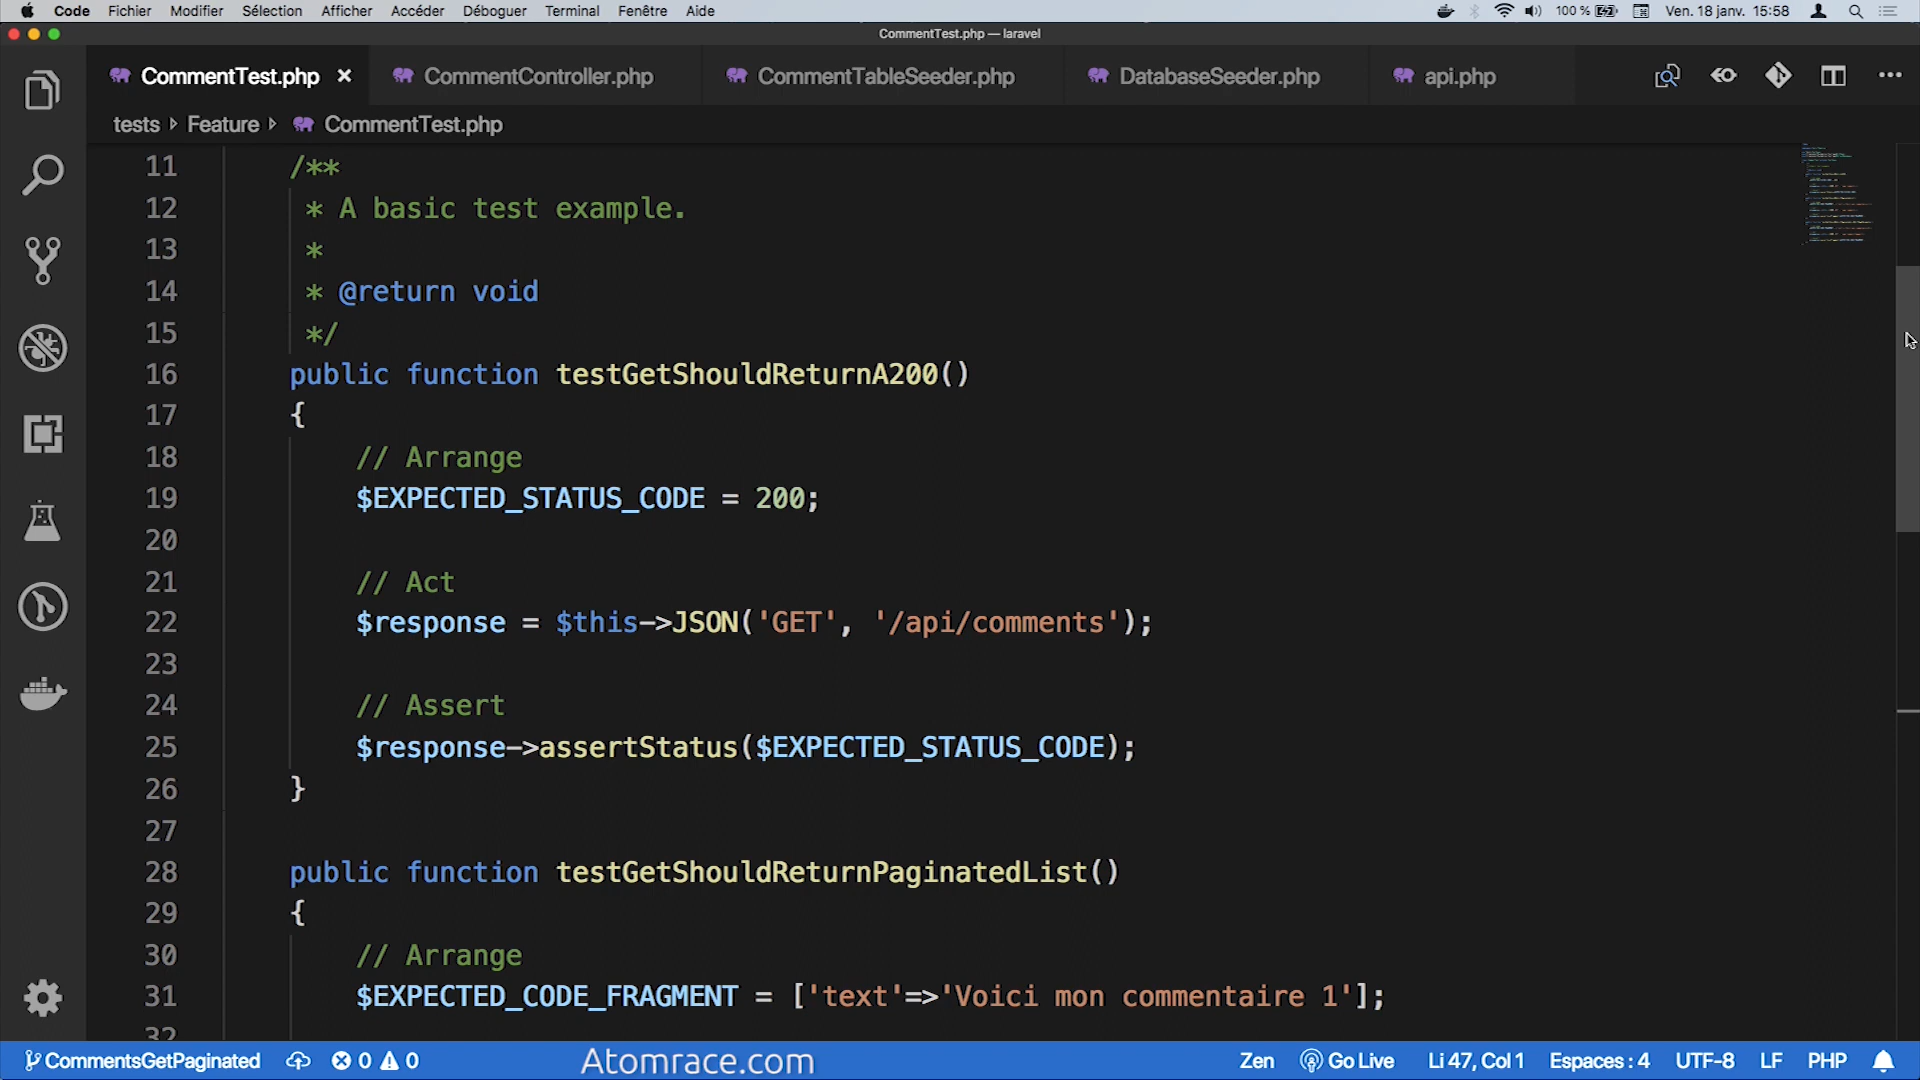 Code Fichier Modifier Sélection Afficher Accéder Déboguer Terminal Fenêtre Aide 100 % Ven. 18 janv. 15:58
CommentTest.php — laravel
CommentTest.php CommentController.php CommentTableSeeder.php DatabaseSeeder.php api.php
tests Feature CommentTest.php
11 /**
12 * A basic test example.
13 *
14 * @return void
15 */
16 public function testGetShouldReturnA200()
17 {
18 // Arrange
19 $EXPECTED_STATUS_CODE = 200;
20
21 // Act
22 $response = $this->JSON('GET', '/api/comments');
23
24 // Assert
25 $response->assertStatus($EXPECTED_STATUS_CODE);
26 }
27
28 public function testGetShouldReturnPaginatedList()
29 {
30 // Arrange
31 $EXPECTED_CODE_FRAGMENT = ['text'=>'Voici mon commentaire 1'];
32
CommentsGetPaginated 0 0 Atomrace.com Zen Go Live Li 47, Col 1 Espaces : 4 UTF-8 LF PHP